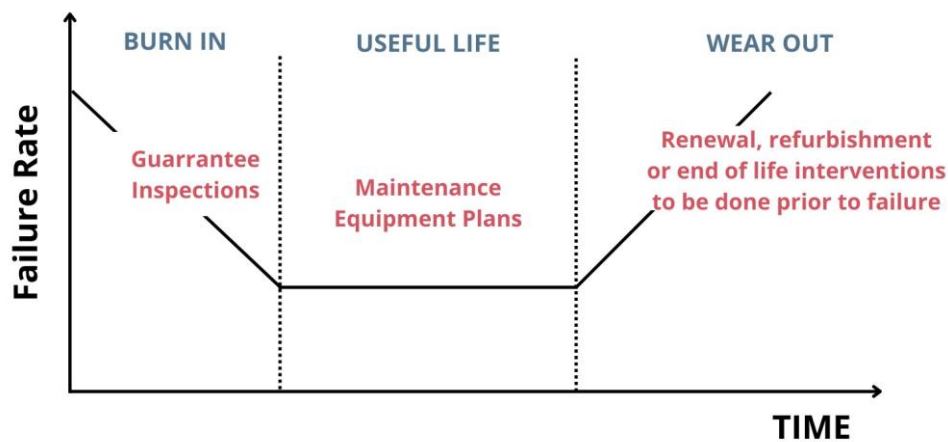 BURN IN
USEFUL LIFE
WEAR OUT
Failure Rate
Guarrantee
Inspections
Maintenance
Equipment Plans
Renewal, refurbishment
or end of life interventions
to be done prior to failure
TIME